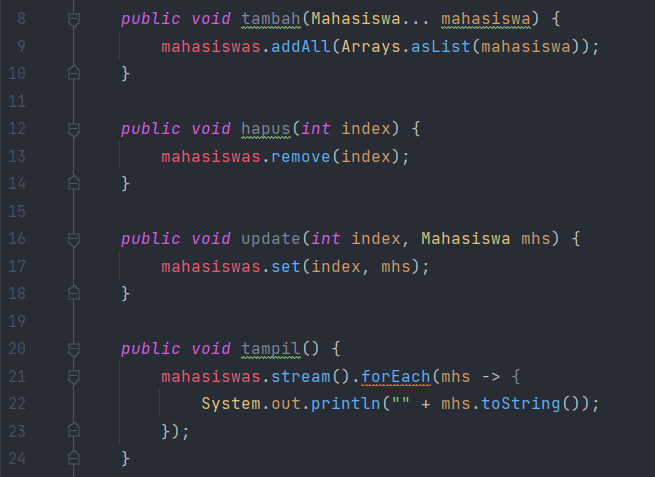 8 public void tambah(Mahasiswa... mahasiswa) {
9 mahasiswas.addAll(Arrays.asList(mahasiswa));
10 }
11
12 public void hapus(int index) {
13 mahasiswas.remove(index);
14 }
15
16 public void update(int index, Mahasiswa mhs) {
17 mahasiswas.set(index, mhs);
18 }
19
20 public void tampil() {
21 mahasiswas.stream().forEach(mhs -> {
22 System.out.println("" + mhs.toString());
23 });
24 }